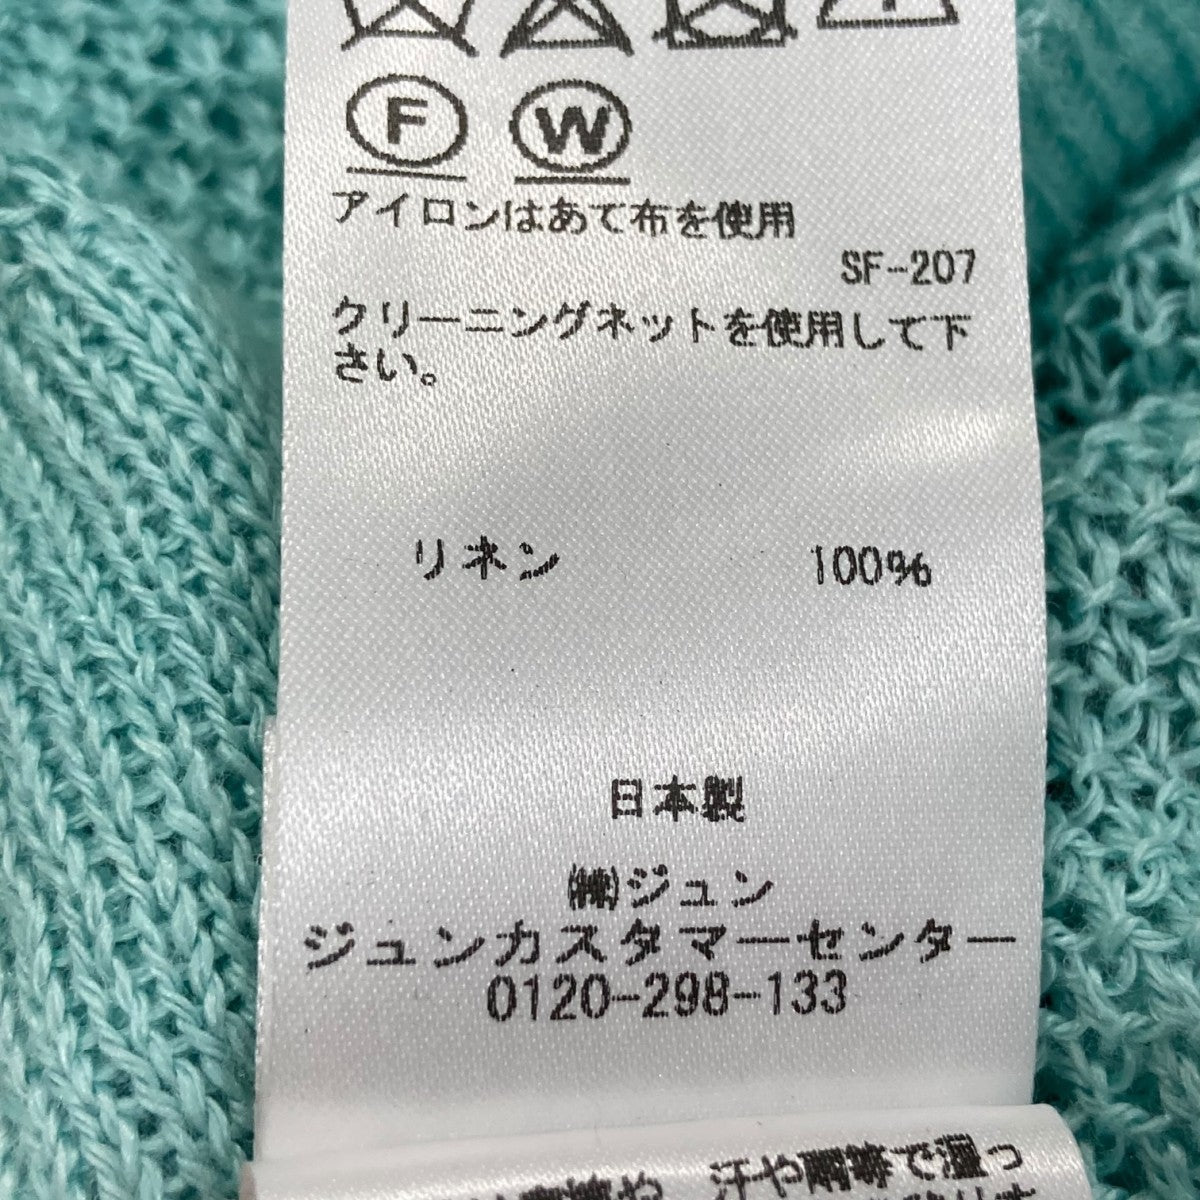 F W
アイロンはあて布を使用
SF-207
クリーニングネットを使用して下
さい。
リネン 100%
日本製
㈱ジュン
ジュンカスタマーセンター
0120-298-133
汗や雨等で湿っ